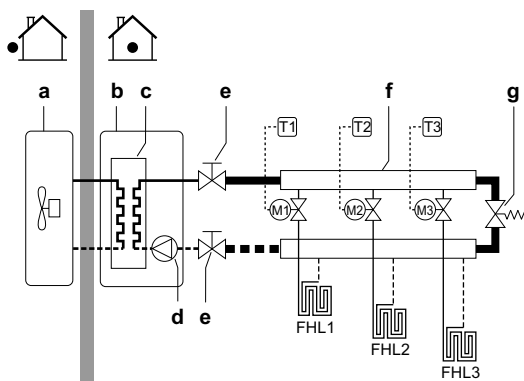 a b c e f g
T1 T2 T3
M1 M2 M3
d e
FHL1
FHL2
FHL3